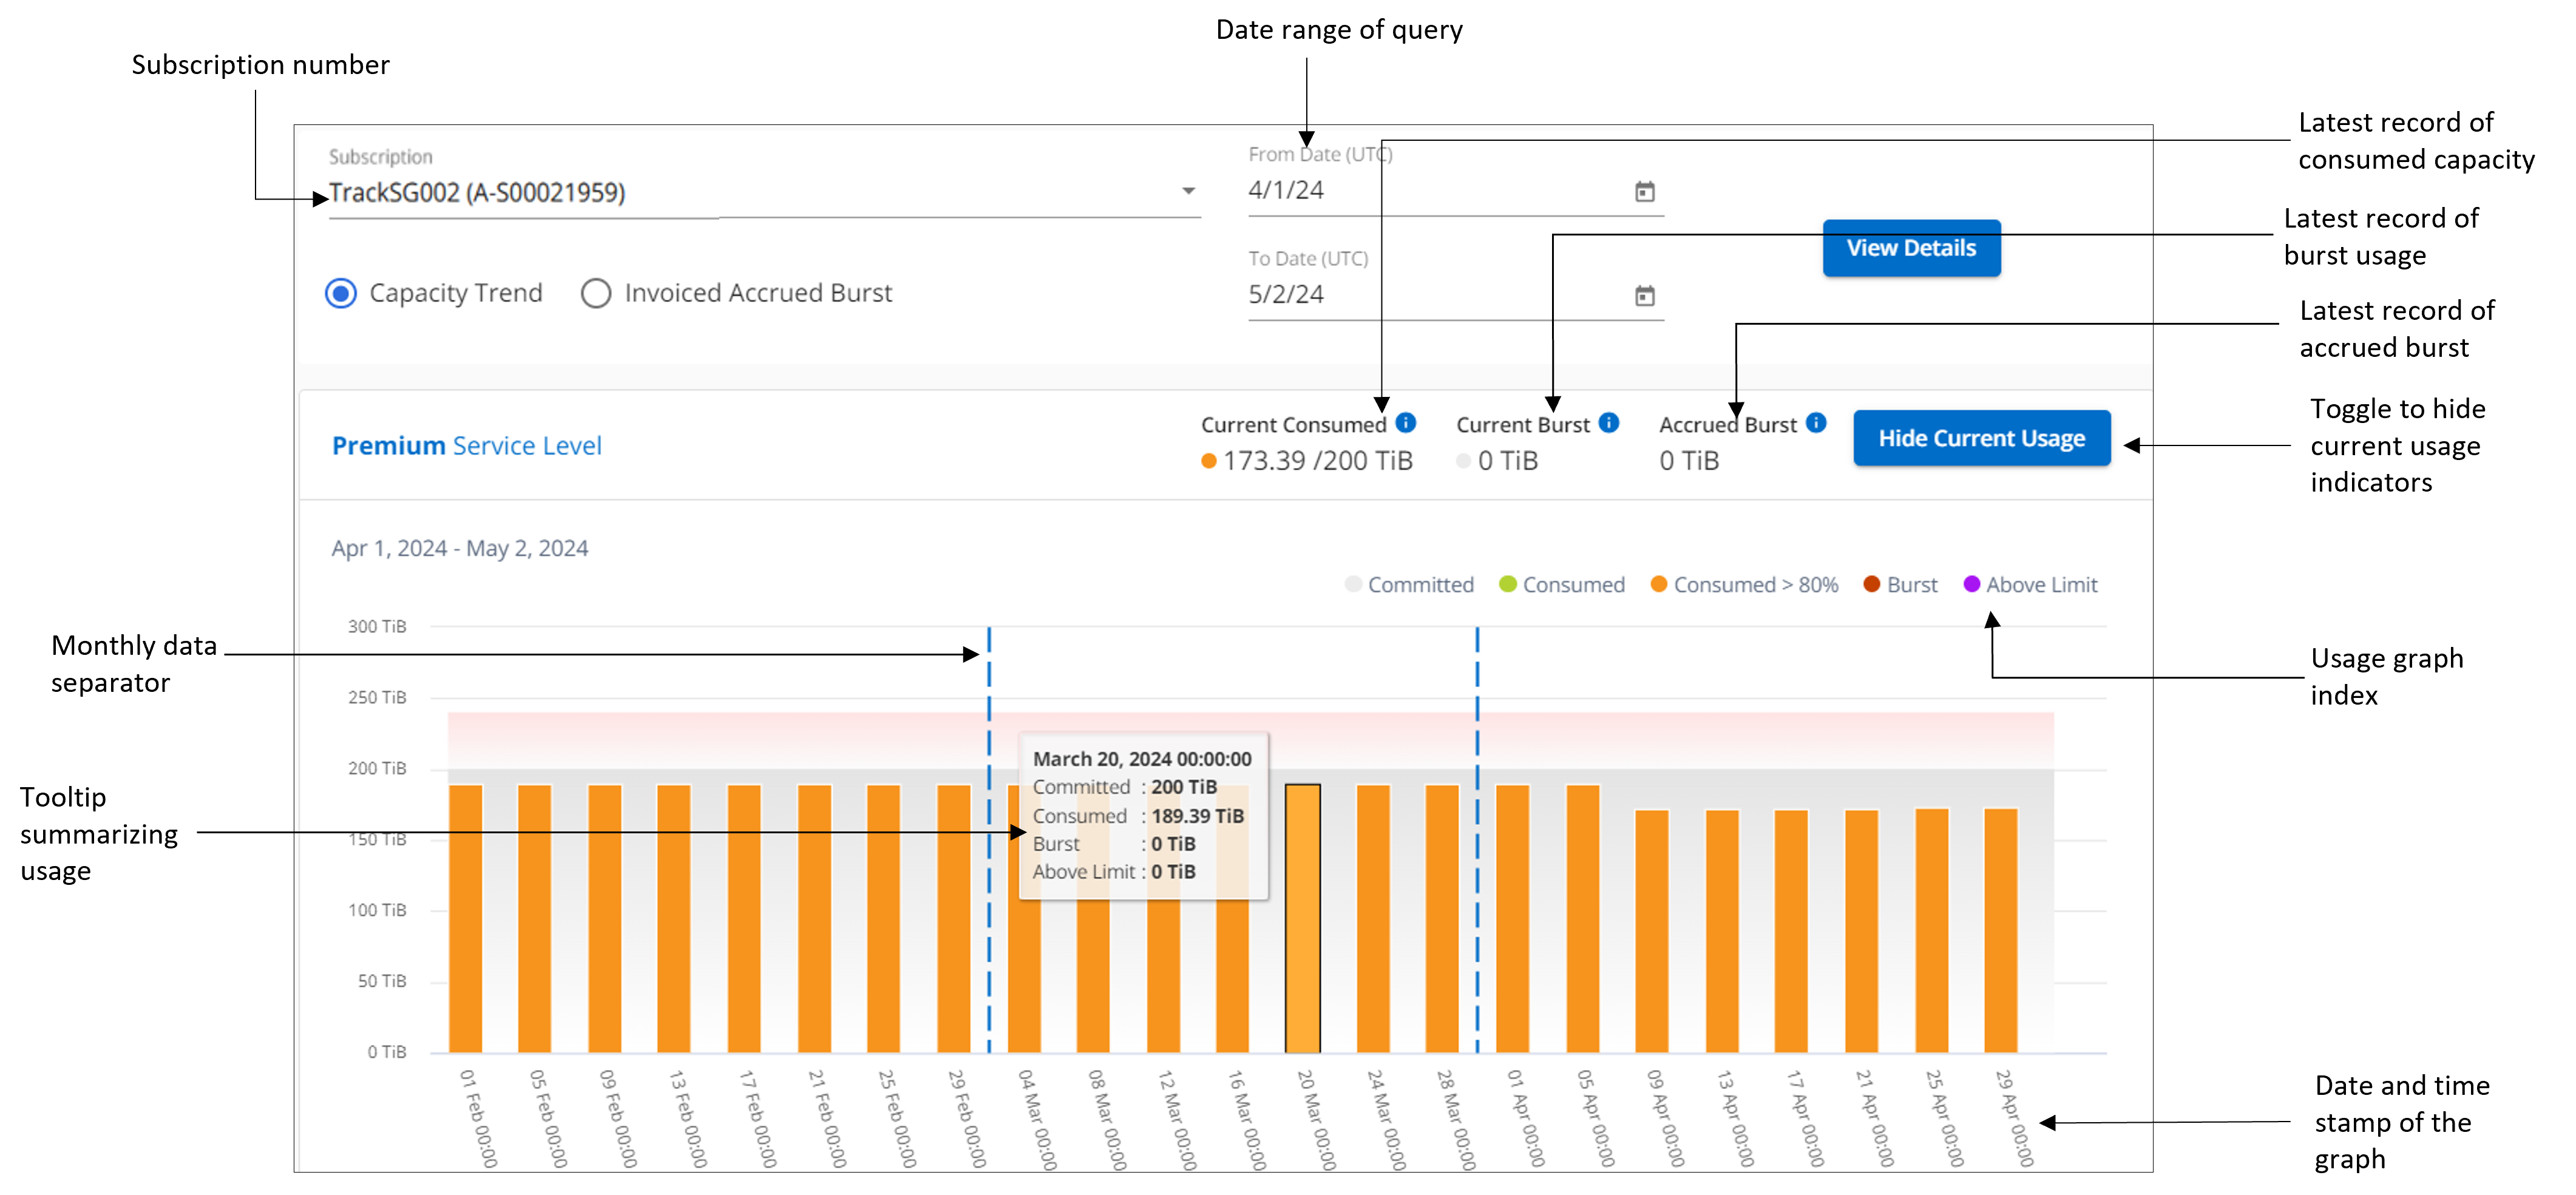 Date range of query
Subscription number
Latest record of
consumed capacity
Subscription
TrackSG002 (A-S00021959)
From Date (UTC)
4/1/24
Latest record of
burst usage
View Details
To Date (UTC)
5/2/24
Capacity Trend
Invoiced Accrued Burst
Latest record of
accrued burst
Toggle to hide
current usage
indicators
Premium Service Level
Current Consumed
173.39 /200 TiB
Current Burst
0 TiB
Accrued Burst
0 TiB
Hide Current Usage
Apr 1, 2024 - May 2, 2024
Committed
Consumed
Consumed > 80%
Burst
Above Limit
Monthly data
separator
Usage graph
index
Tooltip
summarizing
usage
300 TiB
250 TiB
200 TiB
150 TiB
100 TiB
50 TiB
0 TiB
March 20, 2024 00:00:00
Committed : 200 TiB
Consumed : 189.39 TiB
Burst : 0 TiB
Above Limit : 0 TiB
01 Feb 00:00
05 Feb 00:00
09 Feb 00:00
13 Feb 00:00
17 Feb 00:00
21 Feb 00:00
25 Feb 00:00
29 Feb 00:00
04 Mar 00:00
08 Mar 00:00
12 Mar 00:00
16 Mar 00:00
20 Mar 00:00
24 Mar 00:00
28 Mar 00:00
01 Apr 00:00
05 Apr 00:00
09 Apr 00:00
13 Apr 00:00
17 Apr 00:00
21 Apr 00:00
25 Apr 00:00
29 Apr 00:00
Date and time
stamp of the
graph